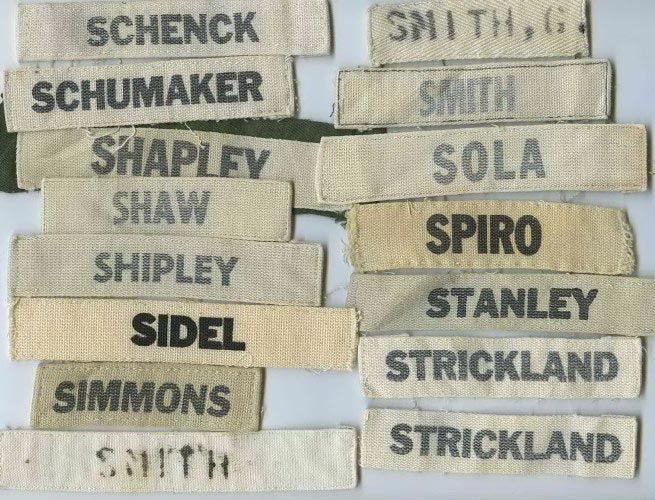 SCHENCK
SCHUMAKER
SHAPLEY
SHAW
SHIPLEY
SIDEL
SIMMONS
SMITH
SMITH, G.
SMITH
SOLA
SPIRO
STANLEY
STRICKLAND
STRICKLAND